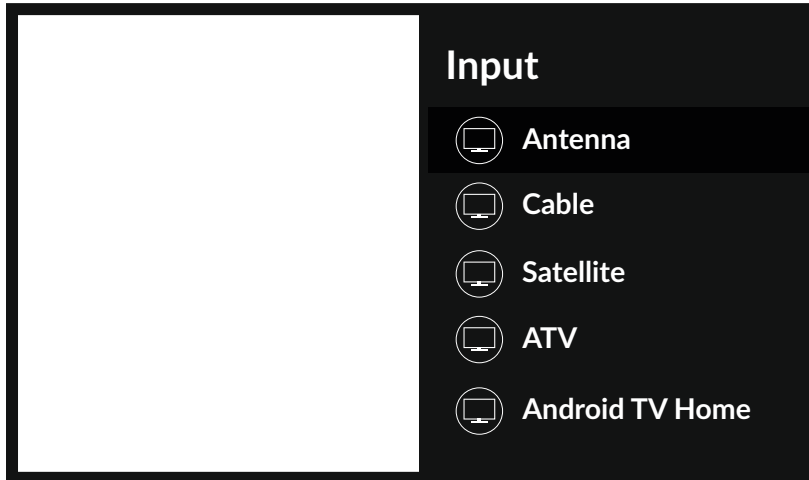 Input
Antenna
Cable
Satellite
ATV
Android TV Home